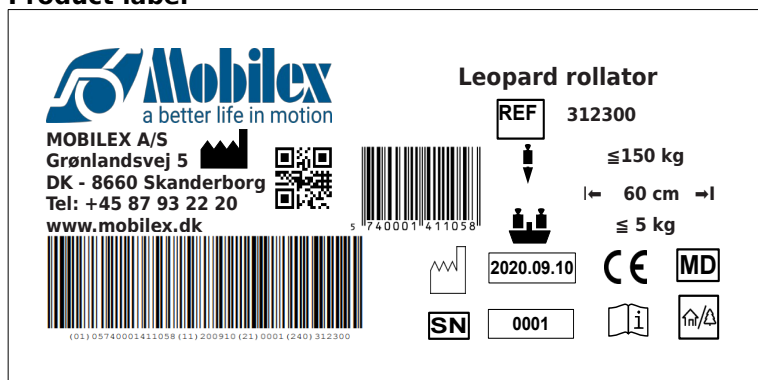 Product label
Mobilex
a better life in motion
MOBILEX A/S
Grønlandsvej 5
DK - 8660 Skanderborg
Tel: +45 87 93 22 20
www.mobilex.dk
(01)05740001411058(11)200910(21)0001(240)312300
5 740001 411058
Leopard rollator
REF 312300
≦150 kg
60 cm
≦ 5 kg
2020.09.10 CE MD
SN 0001 i